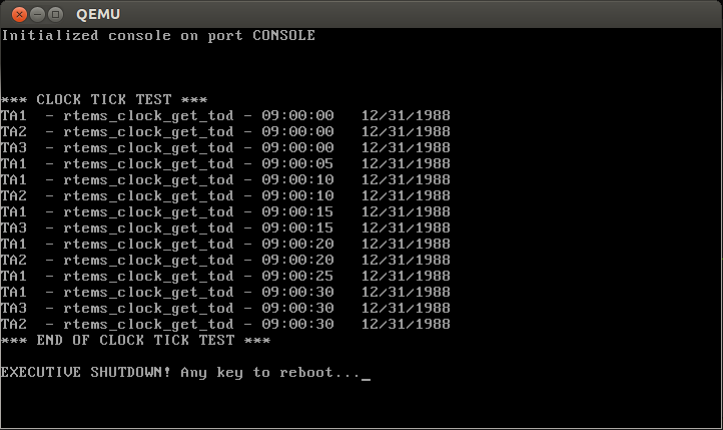 QEMU
Initialized console on port CONSOLE
*** CLOCK TICK TEST ***
TA1  - rtems_clock_get_tod - 09:00:00   12/31/1988
TA2  - rtems_clock_get_tod - 09:00:00   12/31/1988
TA3  - rtems_clock_get_tod - 09:00:00   12/31/1988
TA1  - rtems_clock_get_tod - 09:00:05   12/31/1988
TA1  - rtems_clock_get_tod - 09:00:10   12/31/1988
TA2  - rtems_clock_get_tod - 09:00:10   12/31/1988
TA1  - rtems_clock_get_tod - 09:00:15   12/31/1988
TA3  - rtems_clock_get_tod - 09:00:15   12/31/1988
TA1  - rtems_clock_get_tod - 09:00:20   12/31/1988
TA2  - rtems_clock_get_tod - 09:00:20   12/31/1988
TA1  - rtems_clock_get_tod - 09:00:25   12/31/1988
TA1  - rtems_clock_get_tod - 09:00:30   12/31/1988
TA3  - rtems_clock_get_tod - 09:00:30   12/31/1988
TA2  - rtems_clock_get_tod - 09:00:30   12/31/1988
*** END OF CLOCK TICK TEST ***
EXECUTIVE SHUTDOWN! Any key to reboot..._